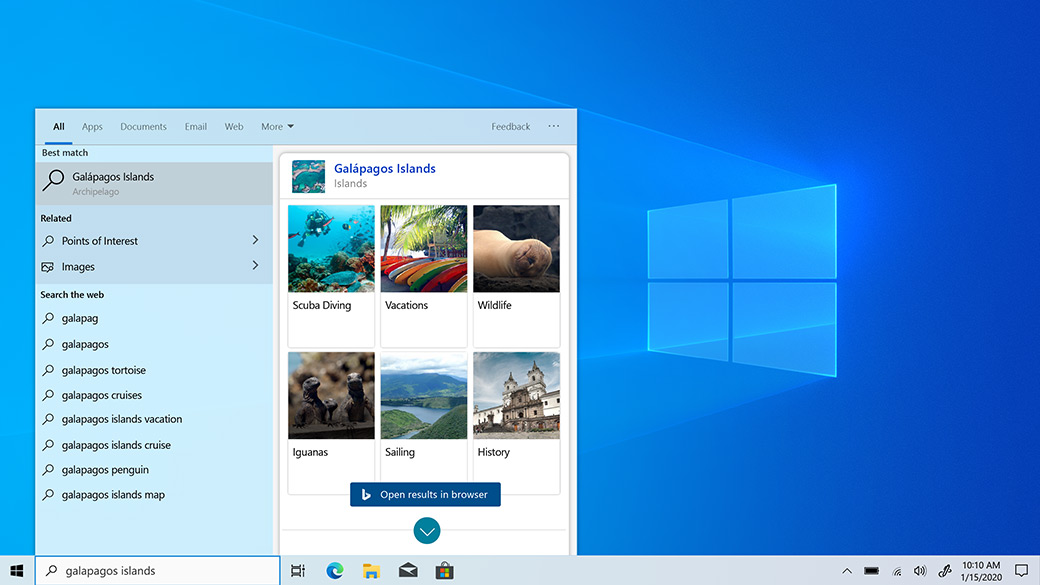 All Apps Documents Email Web More Feedback ...
Best match
Galápagos Islands
Archipelago
Related
Points of Interest
Images
Search the web
galapag
galapagos
galapagos tortoise
galapagos cruises
galapagos islands vacation
galapagos islands cruise
galapagos penguin
galapagos islands map
Galápagos Islands
Islands
Scuba Diving Vacations Wildlife
Iguanas Sailing History
Open results in browser
galapagos islands
10:10 AM
1/15/2020